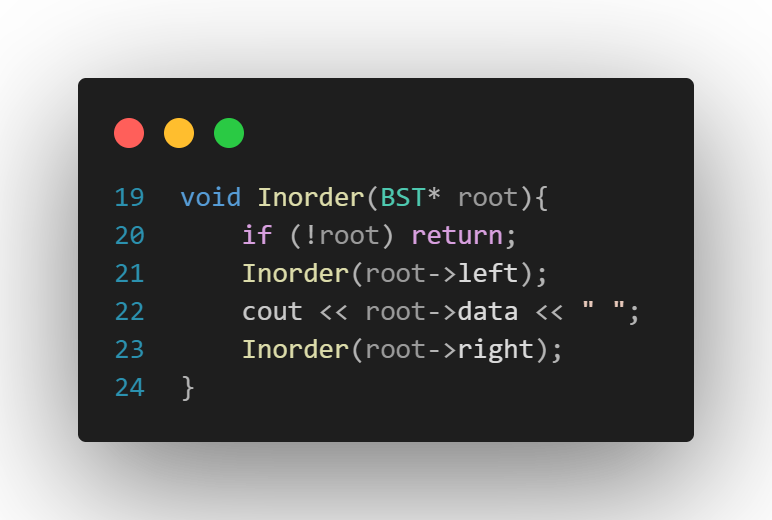 19 void Inorder(BST* root){
20     if (!root) return;
21     Inorder(root->left);
22     cout << root->data << " ";
23     Inorder(root->right);
24 }